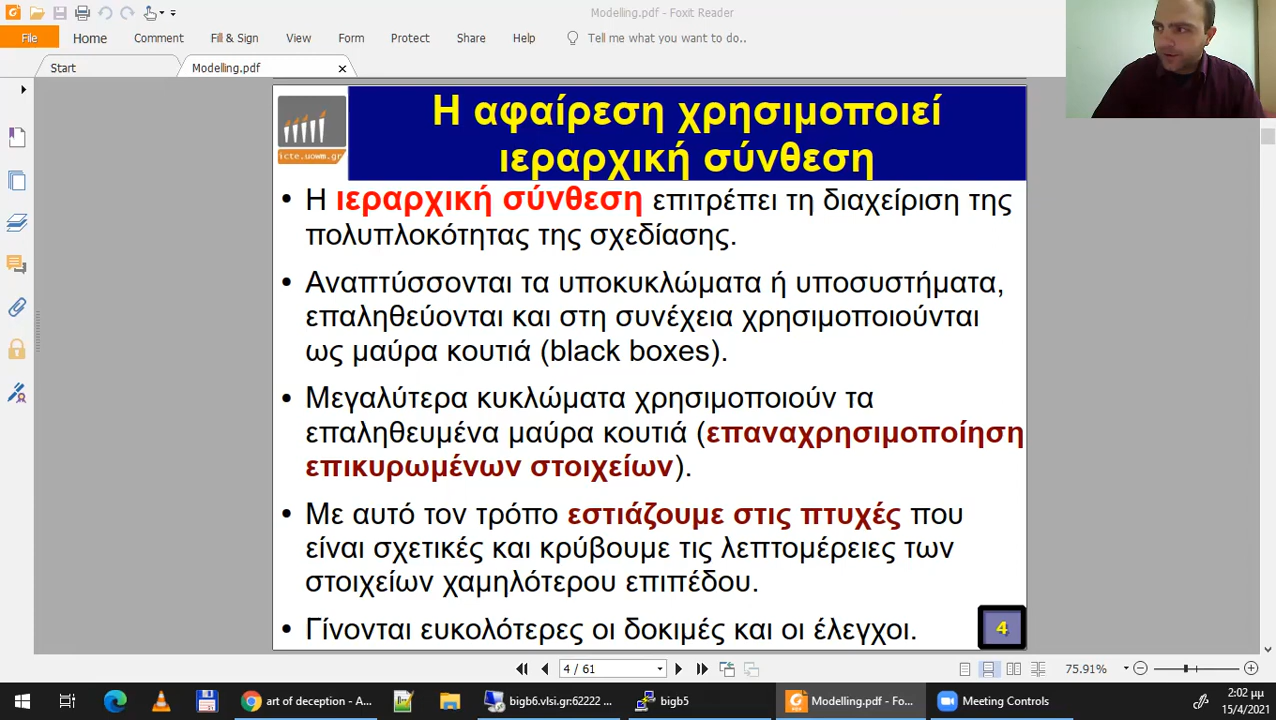 Modelling.pdf - Foxit Reader
File Home Comment Fill & Sign View Form Protect Share Help Tell me what you want to do..
Start Modelling.pdf
icte.uowm.gr
Η αφαίρεση χρησιμοποιεί
ιεραρχική σύνθεση
• Η ιεραρχική σύνθεση επιτρέπει τη διαχείριση της
πολυπλοκότητας της σχεδίασης.
• Αναπτύσσονται τα υποκυκλώματα ή υποσυστήματα,
επαληθεύονται και στη συνέχεια χρησιμοποιούνται
ως μαύρα κουτιά (black boxes).
• Μεγαλύτερα κυκλώματα χρησιμοποιούν τα
επαληθευμένα μαύρα κουτιά (επαναχρησιμοποίηση
επικυρωμένων στοιχείων).
• Με αυτό τον τρόπο εστιάζουμε στις πτυχές που
είναι σχετικές και κρύβουμε τις λεπτομέρειες των
στοιχείων χαμηλότερου επιπέδου.
• Γίνονται ευκολότερες οι δοκιμές και οι έλεγχοι.
4
4 / 61 75.91%
art of deception - A... bigb6.vlsi.gr:62222 ... bigb5 Modelling.pdf - Fo... Meeting Controls
2:02 μμ
15/4/2021